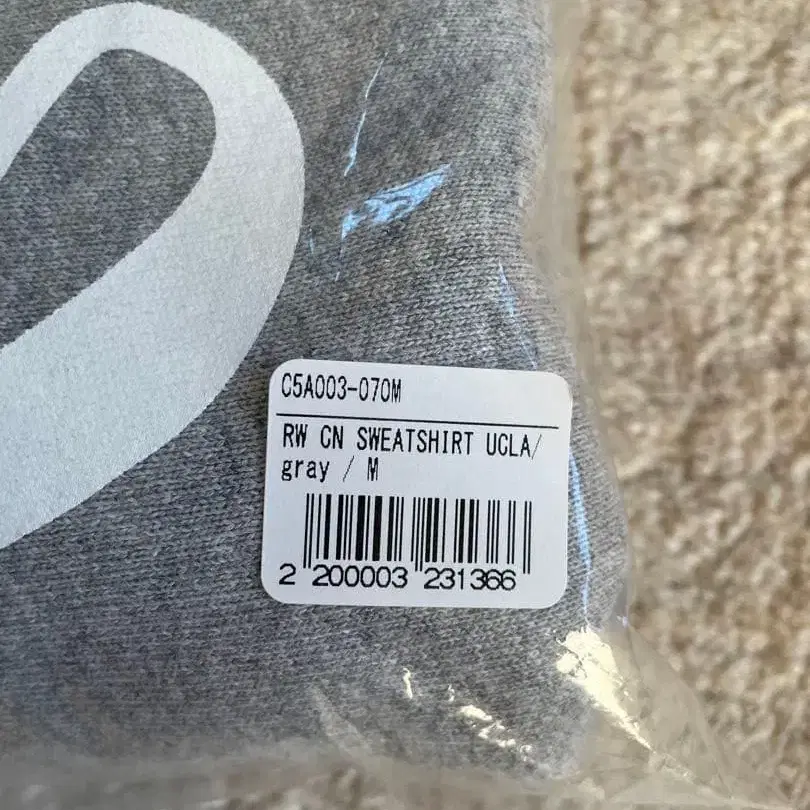 C5A003-070M
RW CN SWEATSHIRT UCLA/
gray / M
2 200003 231366